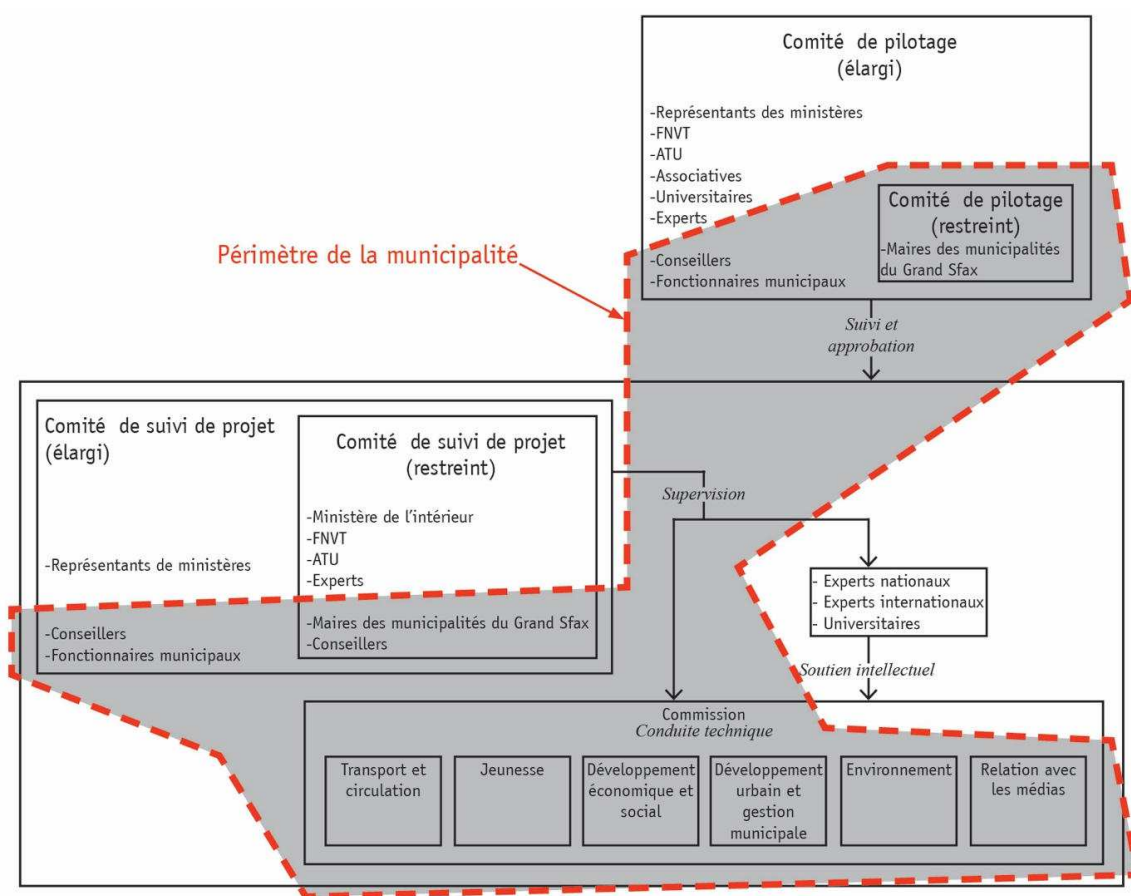 Comité de pilotage
(élargi)
-Représentants des ministères
-FNVT
-ATU
-Associatives
-Universitaires
-Experts
-Conseillers
-Fonctionnaires municipaux
Comité de pilotage
(restreint)
-Maires des municipalités
du Grand Sfax
Périmètre de la municipalité
Suivi et
approbation
Comité de suivi de projet
(élargi)
-Représentants de ministères
-Conseillers
-Fonctionnaires municipaux
Comité de suivi de projet
(restreint)
-Ministère de l'intérieur
-FNVT
-ATU
-Experts
-Maires des municipalités du Grand Sfax
-Conseillers
Supervision
- Experts nationaux
- Experts internationaux
- Universitaires
Soutien intellectuel
Commission
Conduite technique
Transport et
circulation
Jeunesse
Développement
économique et
social
Développement
urbain et
gestion
municipale
Environnement
Relation avec
les médias